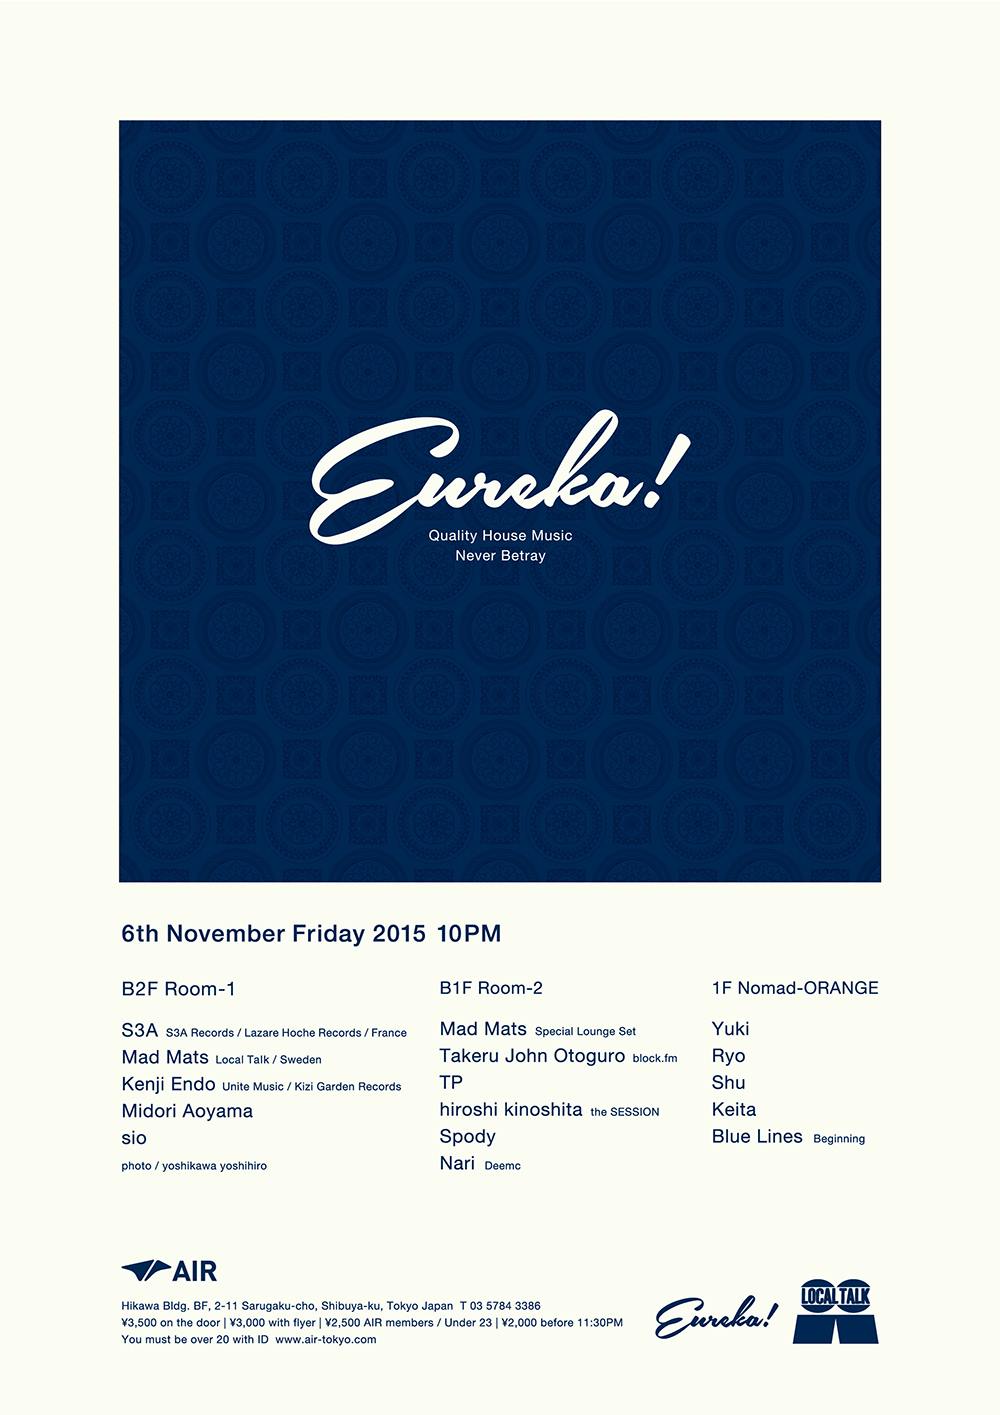 Eureka!
Quality House Music
Never Betray
6th November Friday 2015 10PM
B2F Room-1
S3A S3A Records / Lazare Hoche Records / France
Mad Mats Local Talk / Sweden
Kenji Endo Unite Music / Kizi Garden Records
Midori Aoyama
sio
photo / yoshikawa yoshihiro
B1F Room-2
Mad Mats Special Lounge Set
Takeru John Otoguro block.fm
TP
hiroshi kinoshita the SESSION
Spody
Nari Deemc
1F Nomad-ORANGE
Yuki
Ryo
Shu
Keita
Blue Lines Beginning
AIR
Hikawa Bldg. BF, 2-11 Sarugaku-cho, Shibuya-ku, Tokyo Japan T 03 5784 3386
¥3,500 on the door | ¥3,000 with flyer | ¥2,500 AIR members / Under 23 | ¥2,000 before 11:30PM
You must be over 20 with ID www.air-tokyo.com
Eureka!
LOCAL TALK